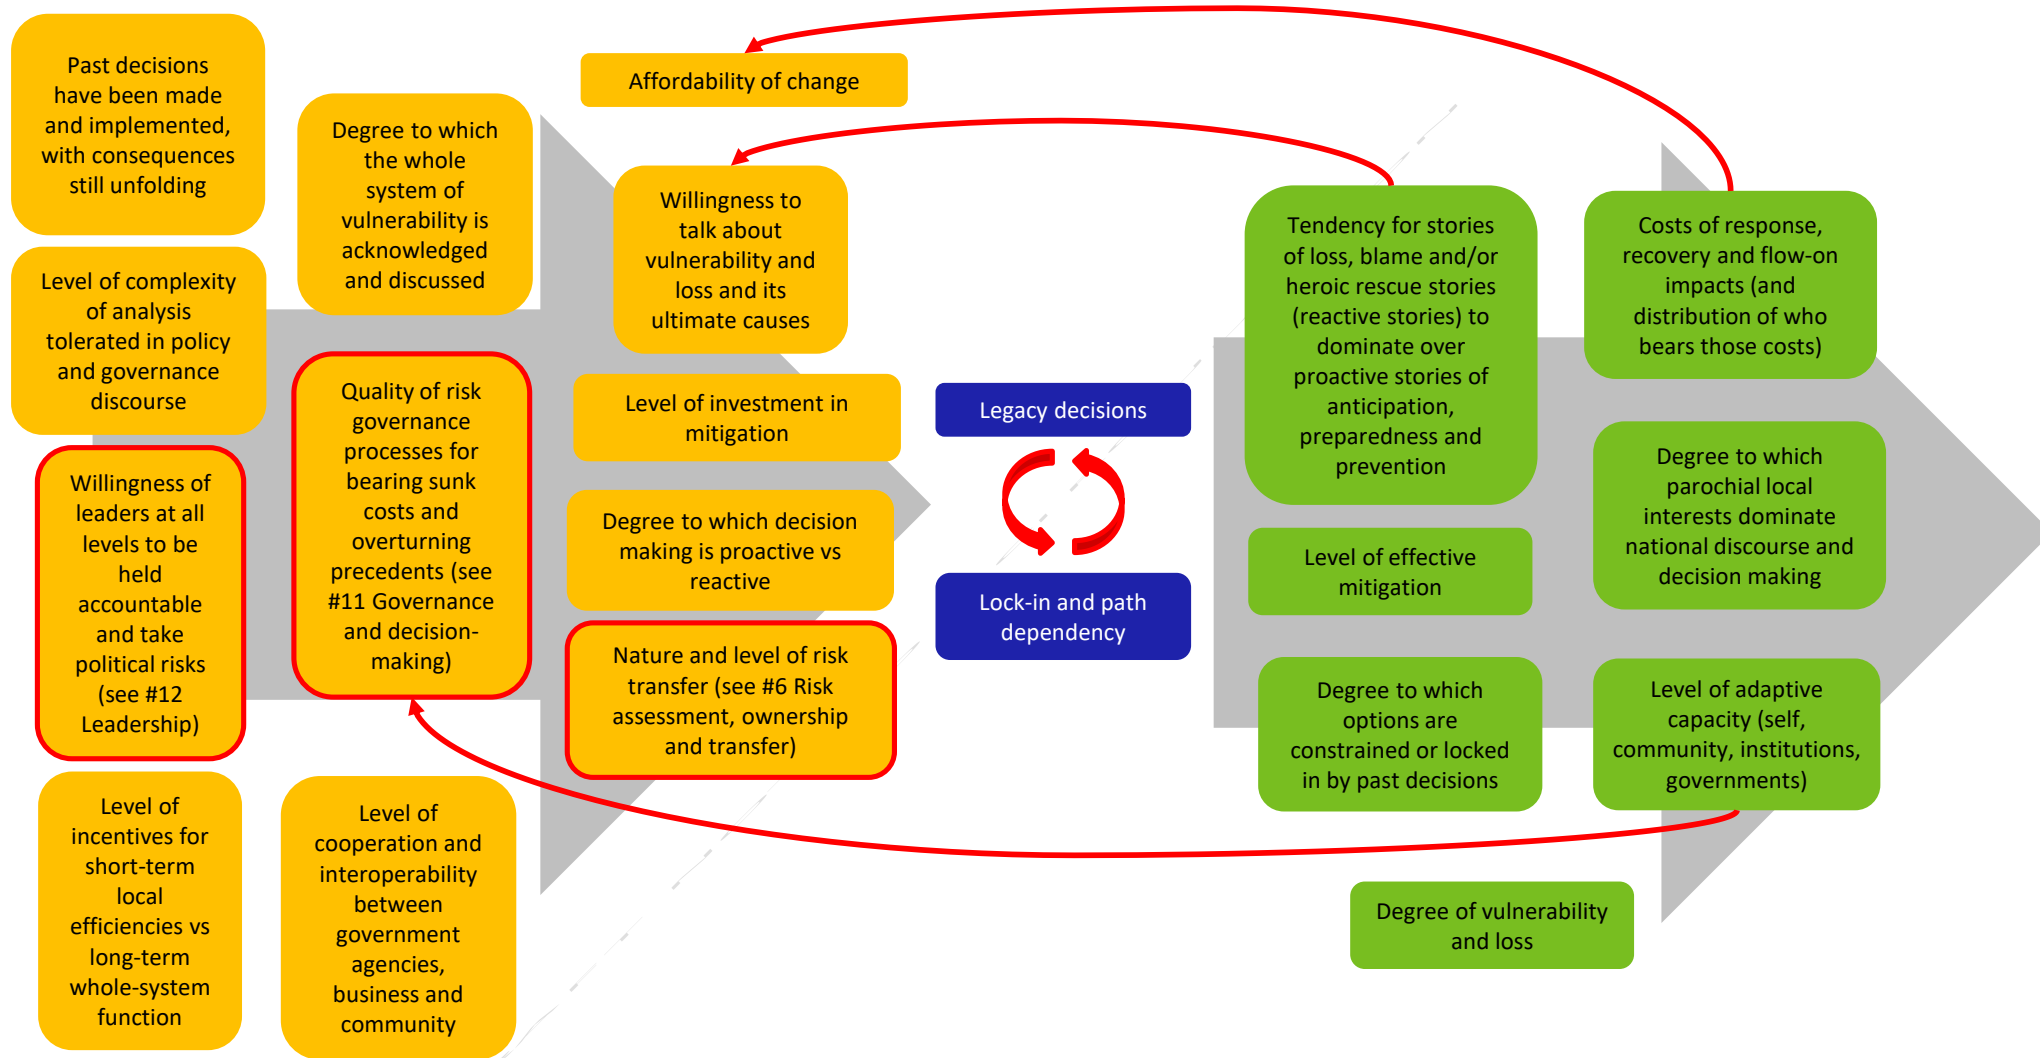 Past decisions
have been made
and implemented,
with consequences
still unfolding
Level of complexity
of analysis
tolerated in policy
and governance
discourse
Willingness of
leaders at all
levels to be
held
accountable
and take
political risks
(see #12
Leadership)
Level of
incentives for
short-term
local
efficiencies vs
long-term
whole-system
function
Degree to which
the whole
system of
vulnerability is
acknowledged
and discussed
Quality of risk
governance
processes for
bearing sunk
costs and
overturning
precedents (see
#11 Governance
and decision-
making)
Level of
cooperation and
interoperability
between
government
agencies,
business and
community
Affordability of change
Willingness to
talk about
vulnerability and
loss and its
ultimate causes
Level of investment in
mitigation
Degree to which decision
making is proactive vs
reactive
Nature and level of risk
transfer (see #6 Risk
assessment, ownership
and transfer)
Legacy decisions
Lock-in and path
dependency
Tendency for stories
of loss, blame and/or
heroic rescue stories
(reactive stories) to
dominate over
proactive stories of
anticipation,
preparedness and
prevention
Level of effective
mitigation
Degree to which
options are
constrained or locked
in by past decisions
Degree of vulnerability
and loss
Costs of response,
recovery and flow-on
impacts (and
distribution of who
bears those costs)
Degree to which
parochial local
interests dominate
national discourse and
decision making
Level of adaptive
capacity (self,
community, institutions,
governments)